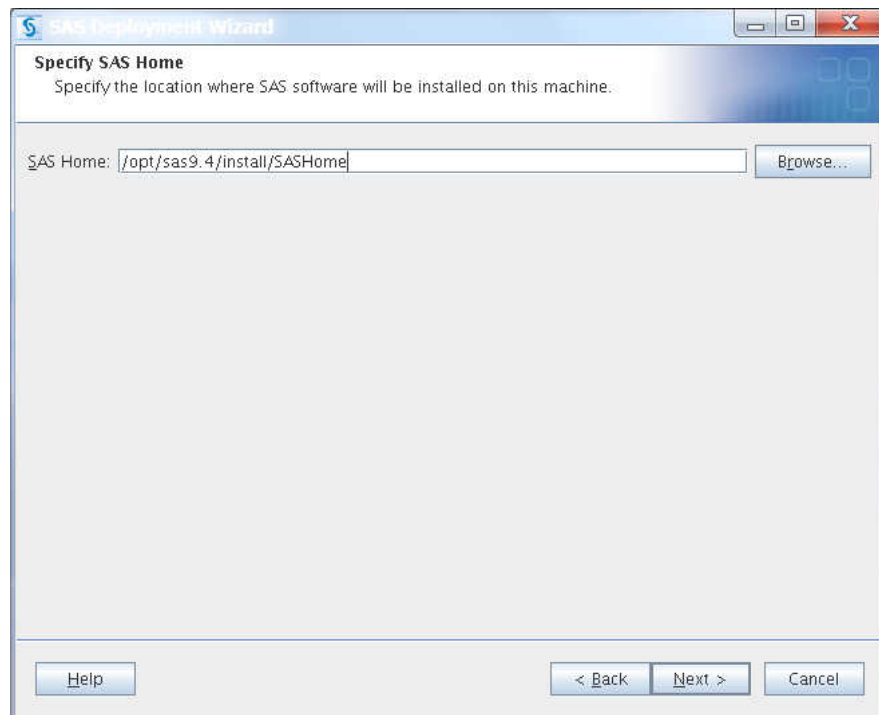 SAS Deployment Wizard
Specify SAS Home
Specify the location where SAS software will be installed on this machine.
SAS Home: /opt/sas9.4/install/SASHome Browse...
Help < Back Next > Cancel